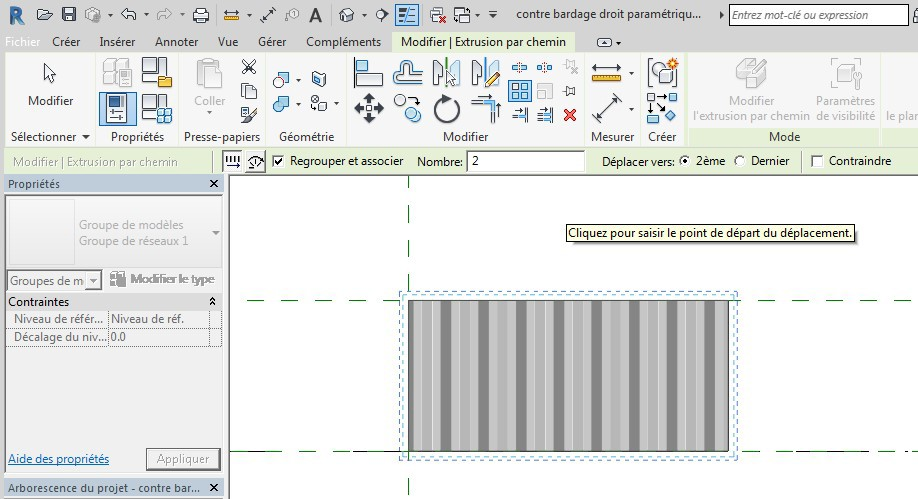 contre bardage droit paramétriqu...
Entrez mot-clé ou expression
Fichier Créer Insérer Annoter Vue Gérer Compléments Modifier | Extrusion par chemin
Modifier
Coller
Modifier
l'extrusion par chemin
Paramètres
de visibilité
le plan
Sélectionner Propriétés Presse-papiers Géométrie Modifier Mesurer Créer Mode
Modifier | Extrusion par chemin Regrouper et associer Nombre: 2 Déplacer vers: 2ème Dernier Contraindre
Propriétés
Groupe de modèles
Groupe de réseaux 1
Groupes de m Modifier le type
Contraintes
Niveau de référ... Niveau de réf.
Décalage du niv... 0.0
Cliquez pour saisir le point de départ du déplacement.
Aide des propriétés Appliquer
Arborescence du projet - contre bar...